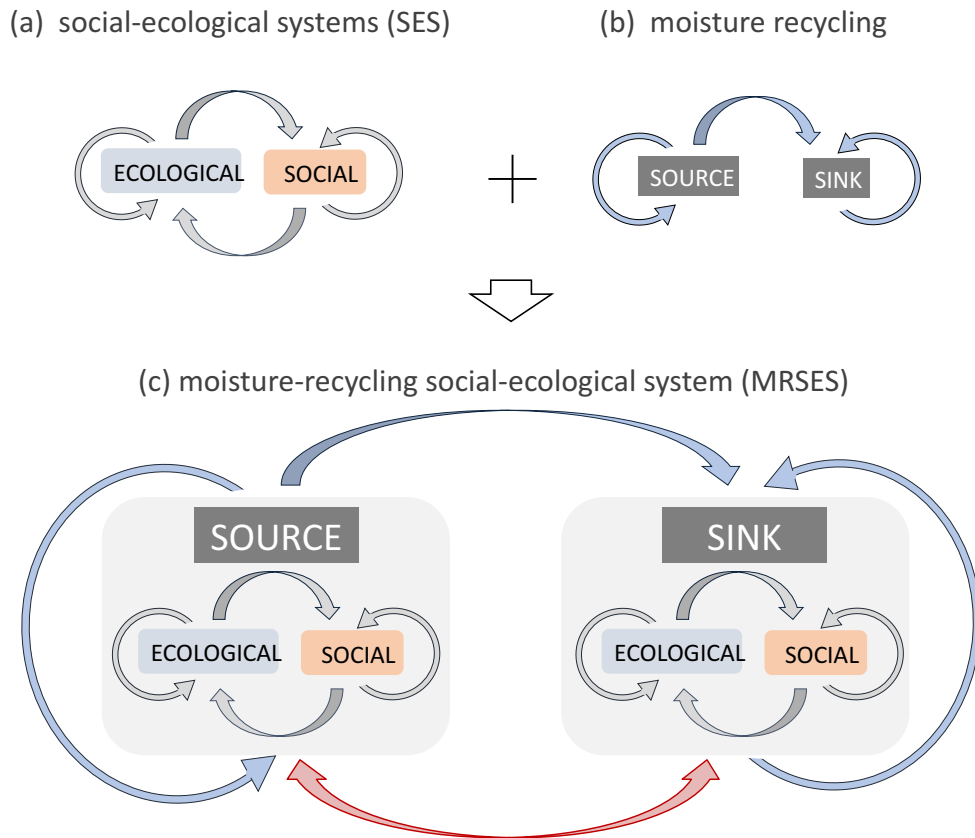 (a) social-ecological systems (SES)
(b) moisture recycling
ECOLOGICAL
SOCIAL
SOURCE
SINK
(c) moisture-recycling social-ecological system (MRSES)
SOURCE
SINK
ECOLOGICAL
SOCIAL
ECOLOGICAL
SOCIAL